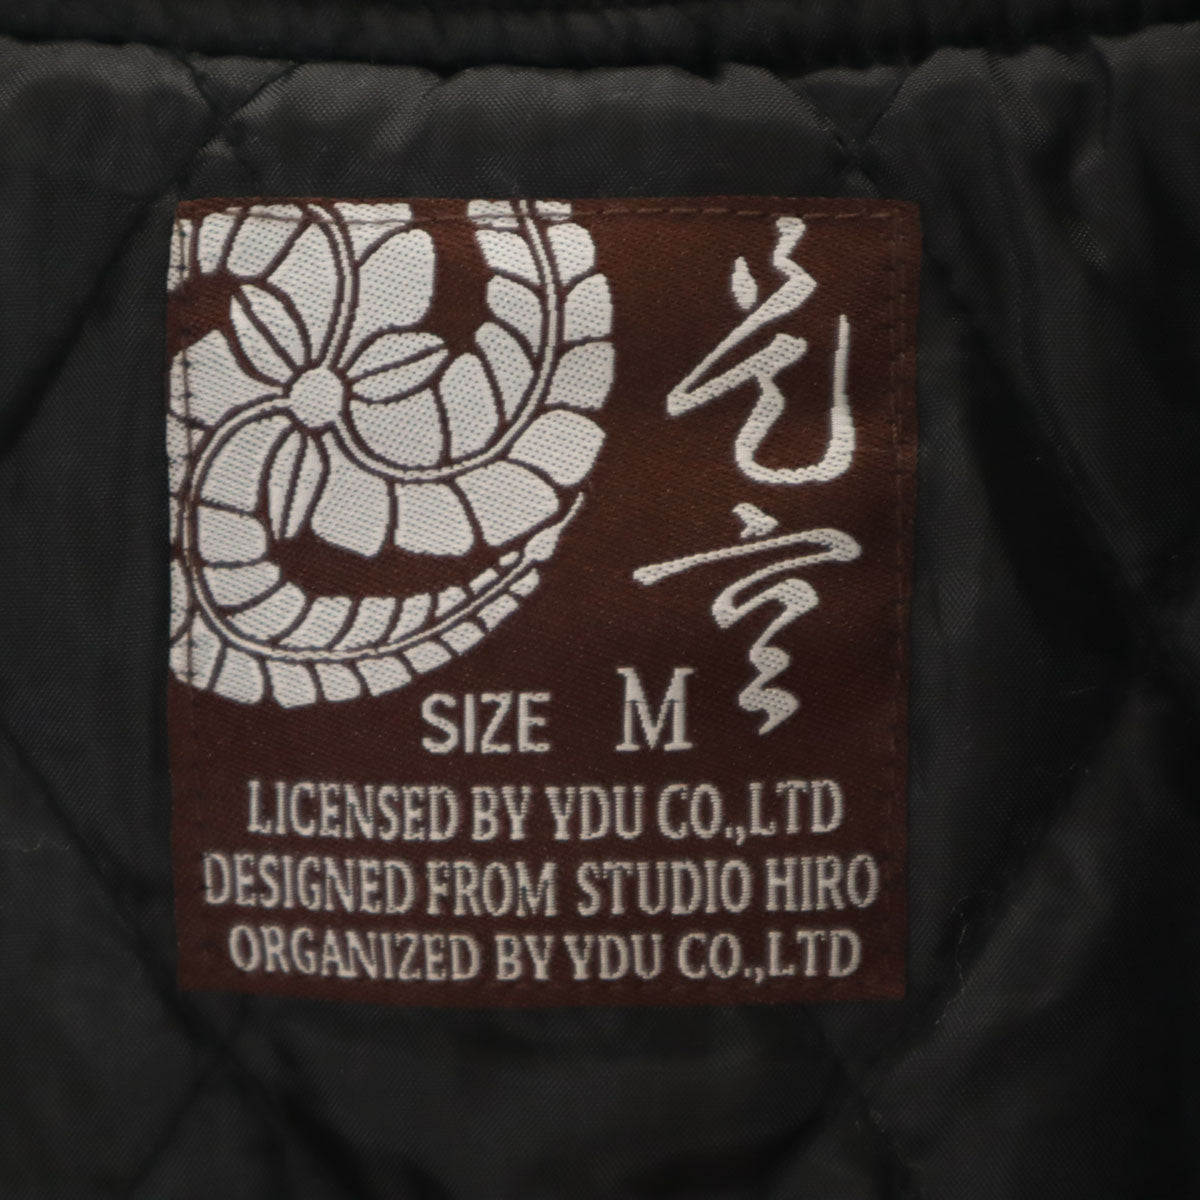 SIZE M
LICENSED BY YDU CO.,LTD
DESIGNED FROM STUDIO HIRO
ORGANIZED BY YDU CO.,LTD